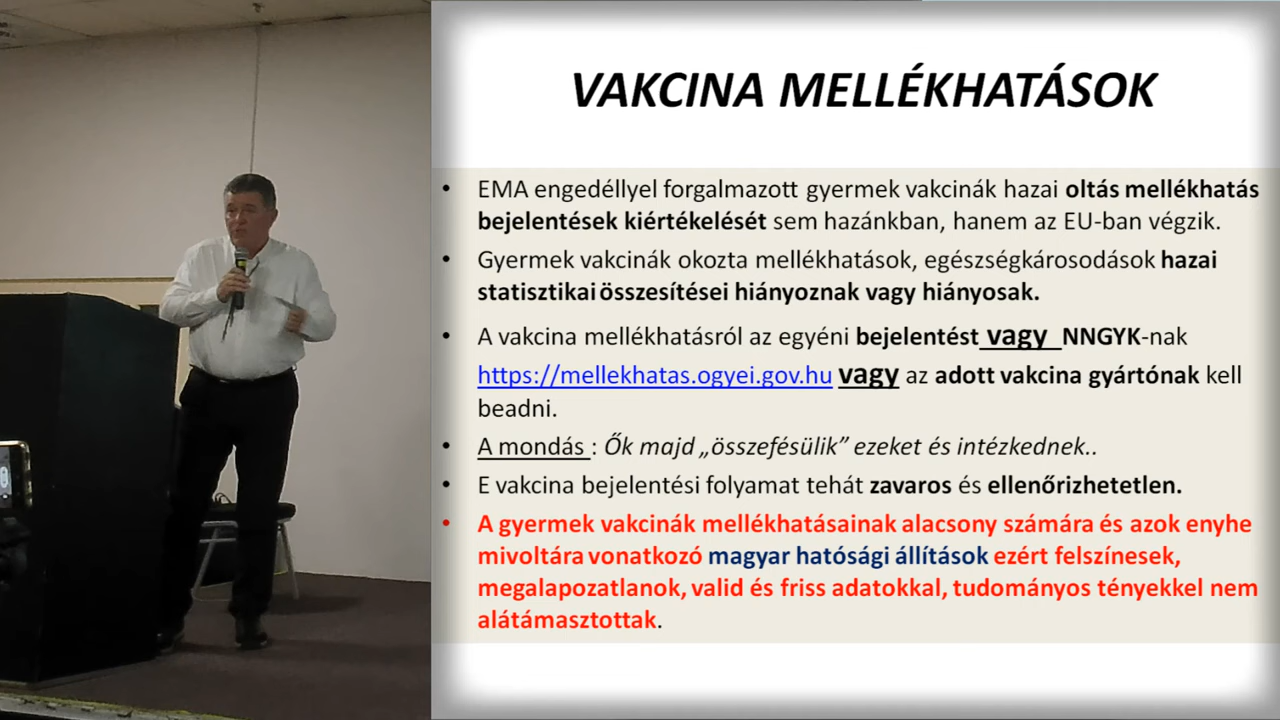 VAKCINA MELLÉKHATÁSOK
• EMA engedéllyel forgalmazott gyermek vakcinák hazai oltás mellékhatás
bejelentések kiértékelését sem hazánkban, hanem az EU-ban végzik.
• Gyermek vakcinák okozta mellékhatások, egészségkárosodások hazai
statisztikai összesítései hiányoznak vagy hiányosak.
• A vakcina mellékhatásról az egyéni bejelentést vagy NNGYK-nak
https://mellekhatas.ogyei.gov.hu vagy az adott vakcina gyártónak kell
beadni.
• A mondás : Ők majd „összefésülik” ezeket és intézkednek..
• E vakcina bejelentési folyamat tehát zavaros és ellenőrizhetetlen.
• A gyermek vakcinák mellékhatásainak alacsony számára és azok enyhe
mivoltára vonatkozó magyar hatósági állítások ezért felszínesek,
megalapozatlanok, valid és friss adatokkal, tudományos tényekkel nem
alátámasztottak.